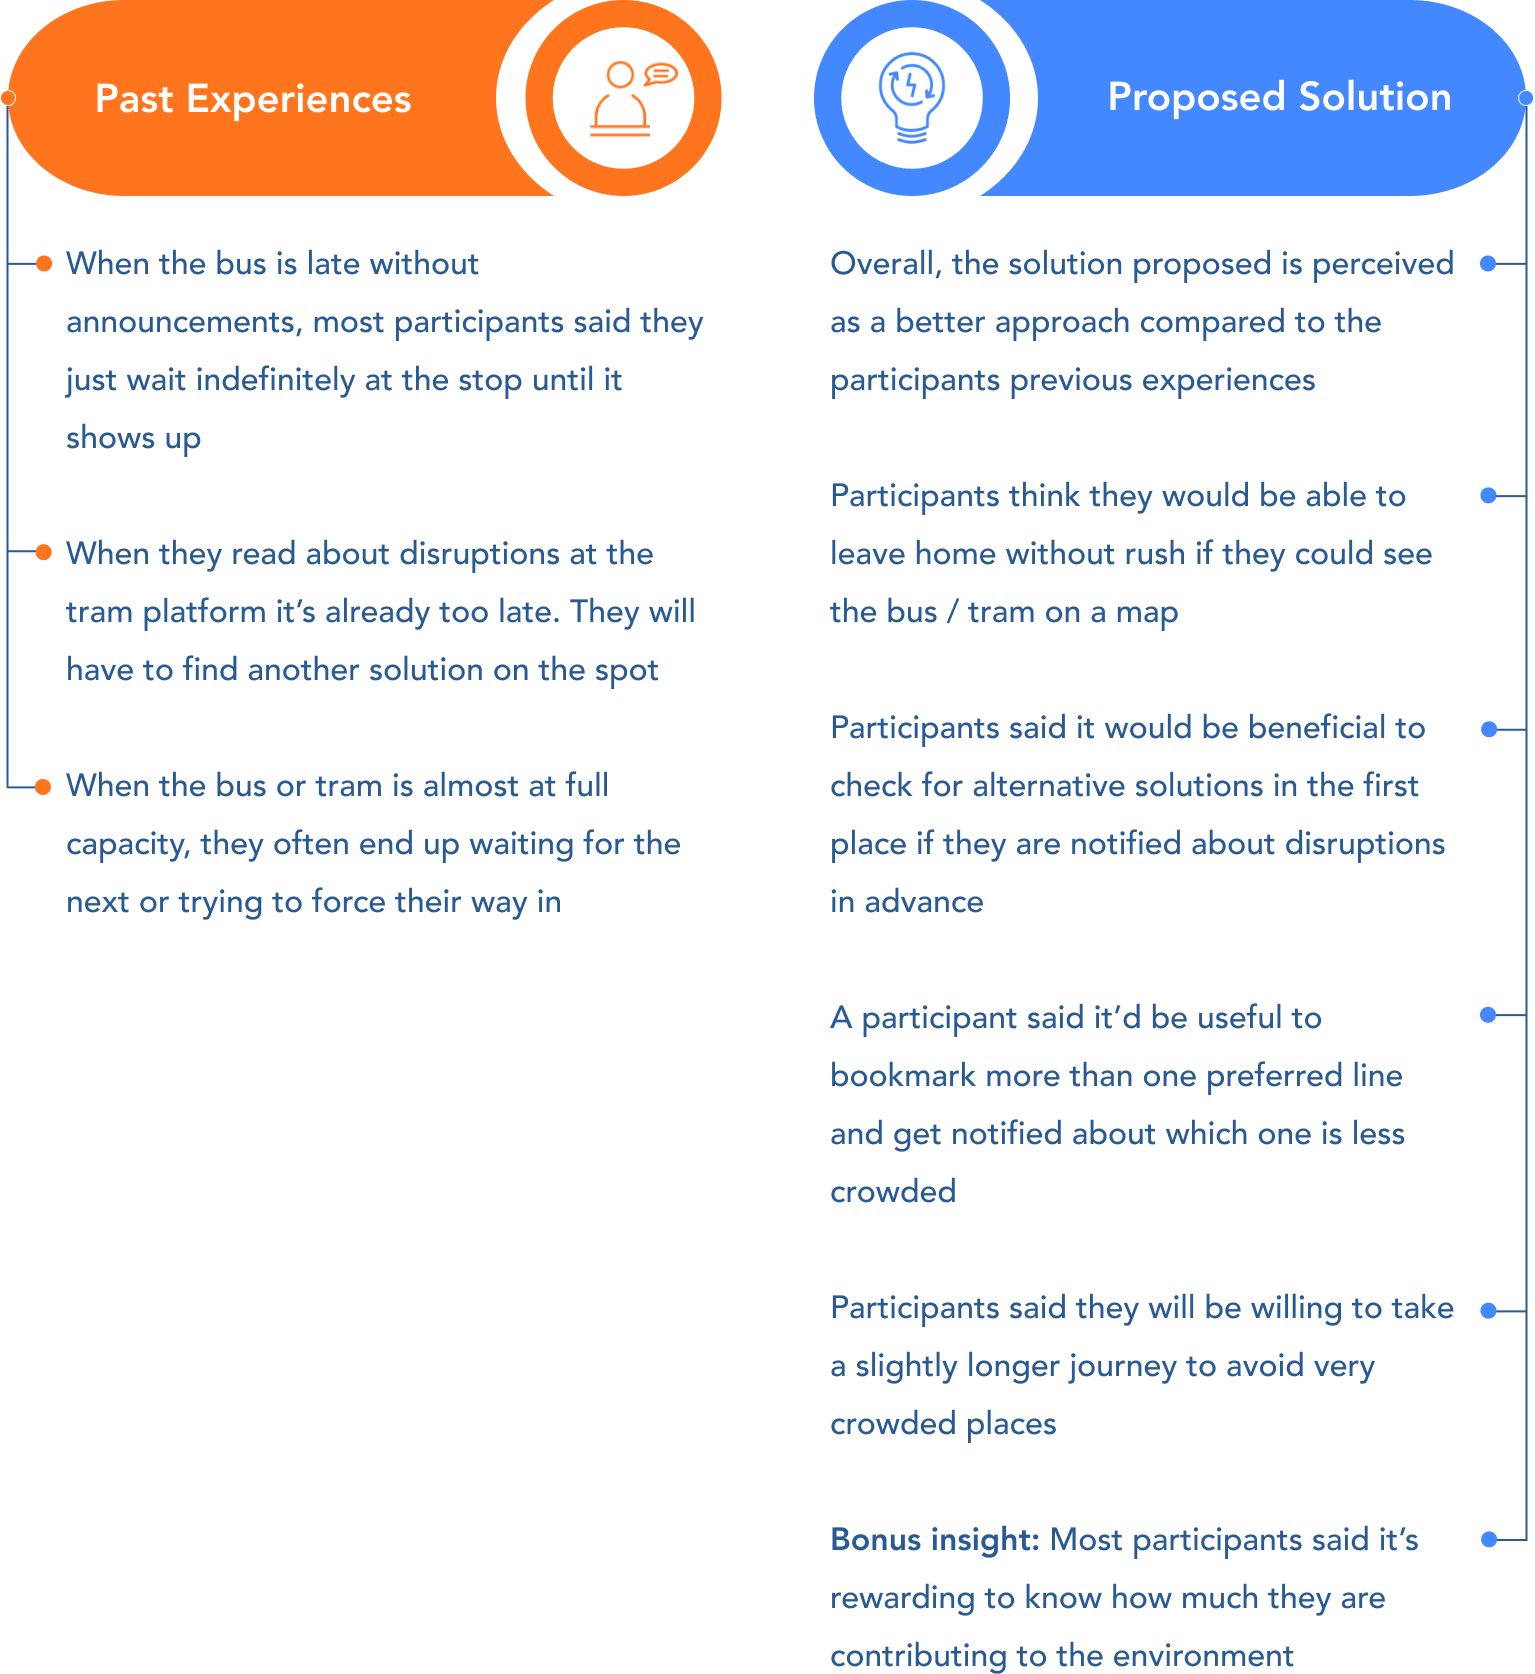 Past Experiences
When the bus is late without
announcements, most participants said they
just wait indefinitely at the stop until it
shows up
When they read about disruptions at the
tram platform it’s already too late. They will
have to find another solution on the spot
When the bus or tram is almost at full
capacity, they often end up waiting for the
next or trying to force their way in
Proposed Solution
Overall, the solution proposed is perceived
as a better approach compared to the
participants previous experiences
Participants think they would be able to
leave home without rush if they could see
the bus / tram on a map
Participants said it would be beneficial to
check for alternative solutions in the first
place if they are notified about disruptions
in advance
A participant said it’d be useful to
bookmark more than one preferred line
and get notified about which one is less
crowded
Participants said they will be willing to take
a slightly longer journey to avoid very
crowded places
Bonus insight: Most participants said it’s
rewarding to know how much they are
contributing to the environment